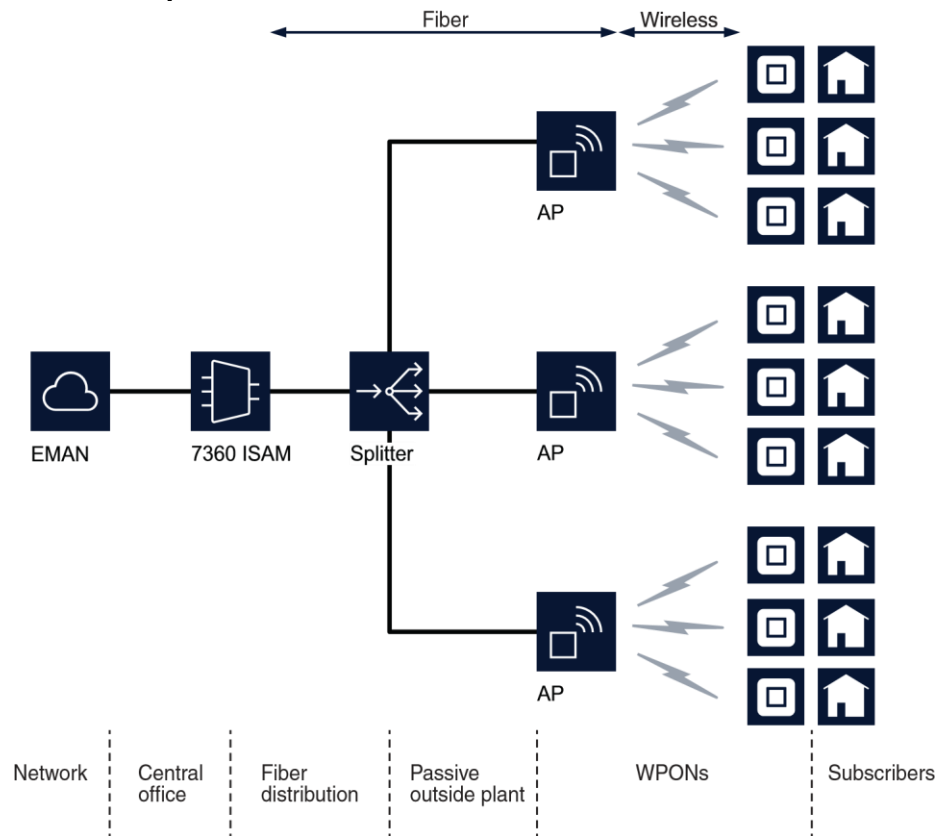 Fiber
Wireless
AP
EMAN
7360 ISAM
Splitter
AP
AP
Network
Central
office
Fiber
distribution
Passive
outside plant
WPONs
Subscribers